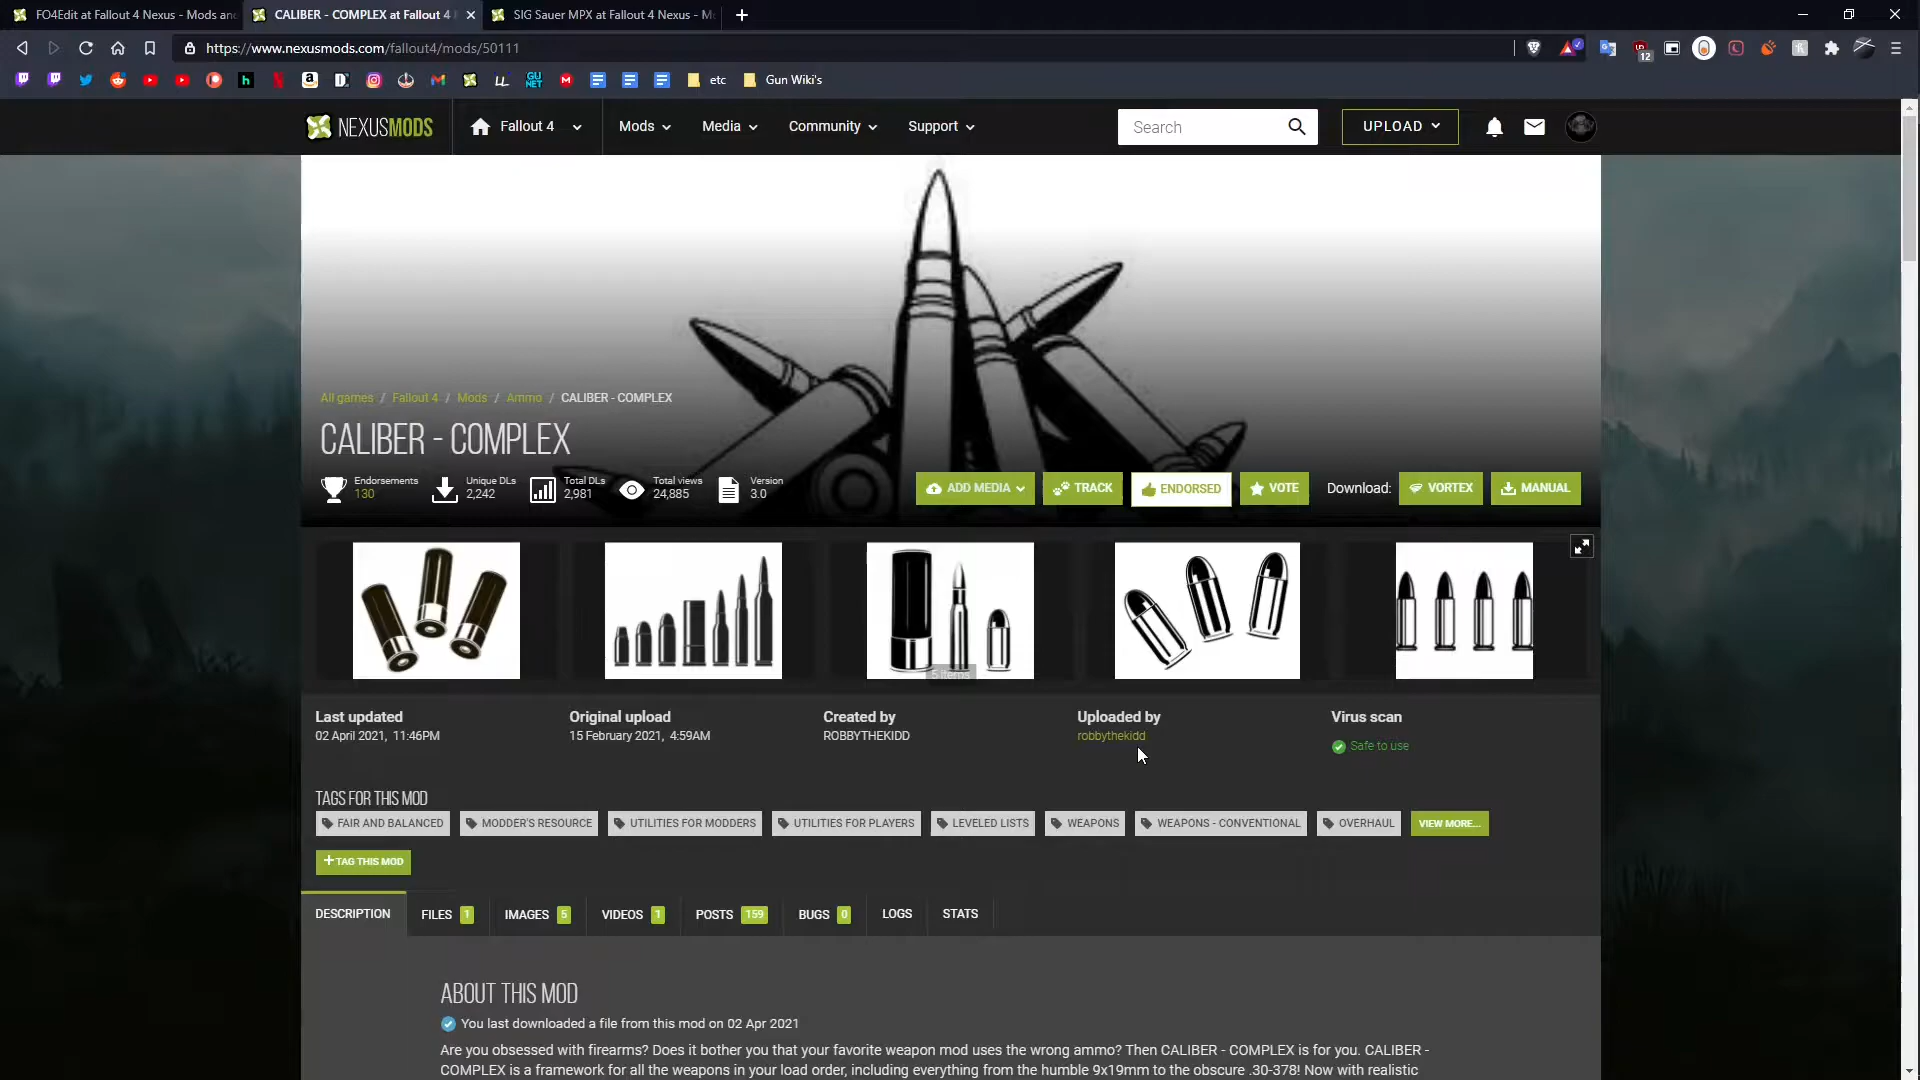 FO4Edit at Fallout 4 Nexus - Mods and
CALIBER - COMPLEX at Fallout 4
SIG Sauer MPX at Fallout 4 Nexus - M
https://www.nexusmods.com/fallout4/mods/50111
12
etc
Gun Wiki's
NEXUSMODS
Fallout 4
Mods
Media
Community
Support
Search
UPLOAD
All games / Fallout 4 / Mods / Ammo / CALIBER - COMPLEX
CALIBER - COMPLEX
Endorsements
130
Unique DLs
2,242
Total DLs
2,981
Total views
24,885
Version
3.0
ADD MEDIA
TRACK
ENDORSED
VOTE
Download:
VORTEX
MANUAL
5 items
Last updated
02 April 2021, 11:46PM
Original upload
15 February 2021, 4:59AM
Created by
ROBBYTHEKIDD
Uploaded by
robbythekidd
Virus scan
Safe to use
TAGS FOR THIS MOD
FAIR AND BALANCED
MODDER'S RESOURCE
UTILITIES FOR MODDERS
UTILITIES FOR PLAYERS
LEVELED LISTS
WEAPONS
WEAPONS - CONVENTIONAL
OVERHAUL
VIEW MORE...
+ TAG THIS MOD
DESCRIPTION
FILES 1
IMAGES 5
VIDEOS 1
POSTS 159
BUGS 0
LOGS
STATS
ABOUT THIS MOD
You last downloaded a file from this mod on 02 Apr 2021
Are you obsessed with firearms? Does it bother you that your favorite weapon mod uses the wrong ammo? Then CALIBER - COMPLEX is for you. CALIBER -
COMPLEX is a framework for all the weapons in your load order, including everything from the humble 9x19mm to the obscure .30-378! Now with realistic